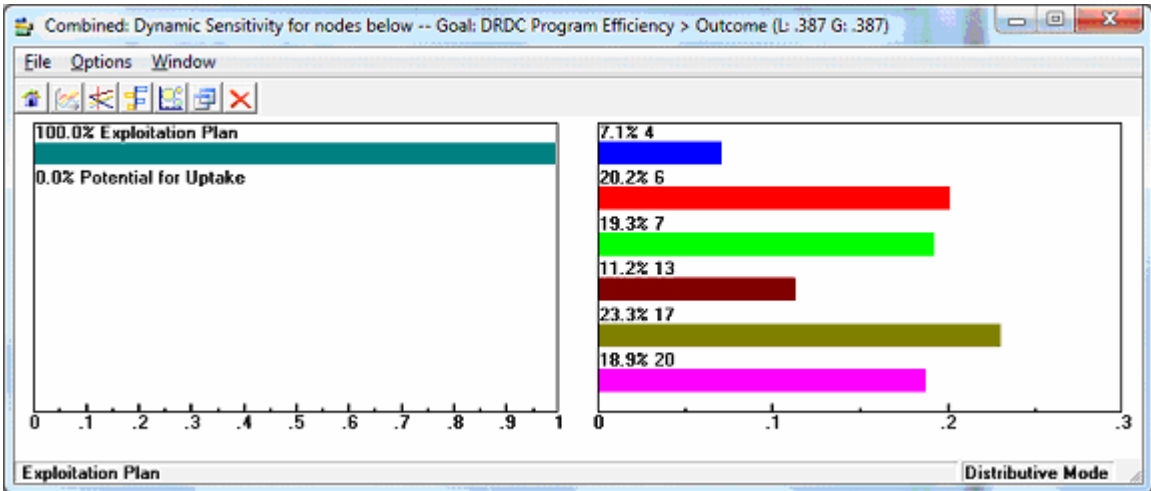 Combined: Dynamic Sensitivity for nodes below -- Goal: DRDC Program Efficiency > Outcome (L: .387 G: .387)
File Options Window
100.0% Exploitation Plan
0.0% Potential for Uptake
0 .1 .2 .3 .4 .5 .6 .7 .8 .9 1
7.1% 4
20.2% 6
19.3% 7
11.2% 13
23.3% 17
18.9% 20
0 .1 .2 .3
Exploitation Plan
Distributive Mode